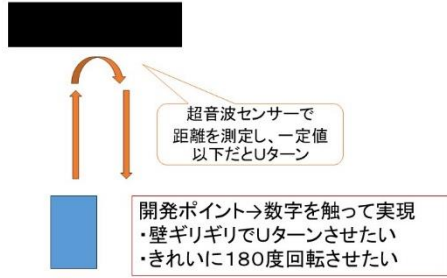 超音波センサーで
距離を測定し、一定値
以下だとUターン
開発ポイント→数字を触って実現
・壁ギリギリでUターンさせたい
・きれいに180度回転させたい